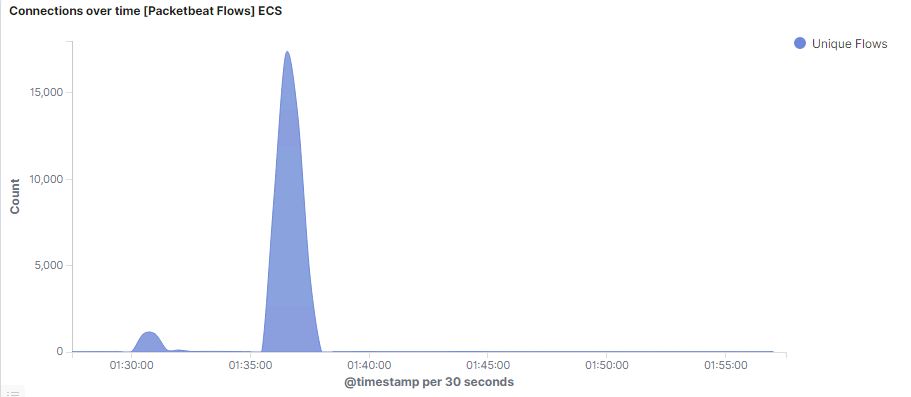 Connections over time [Packetbeat Flows] ECS
Unique Flows
15,000
10,000
5,000
0
Count
01:30:00 01:35:00 01:40:00 01:45:00 01:50:00 01:55:00
@timestamp per 30 seconds